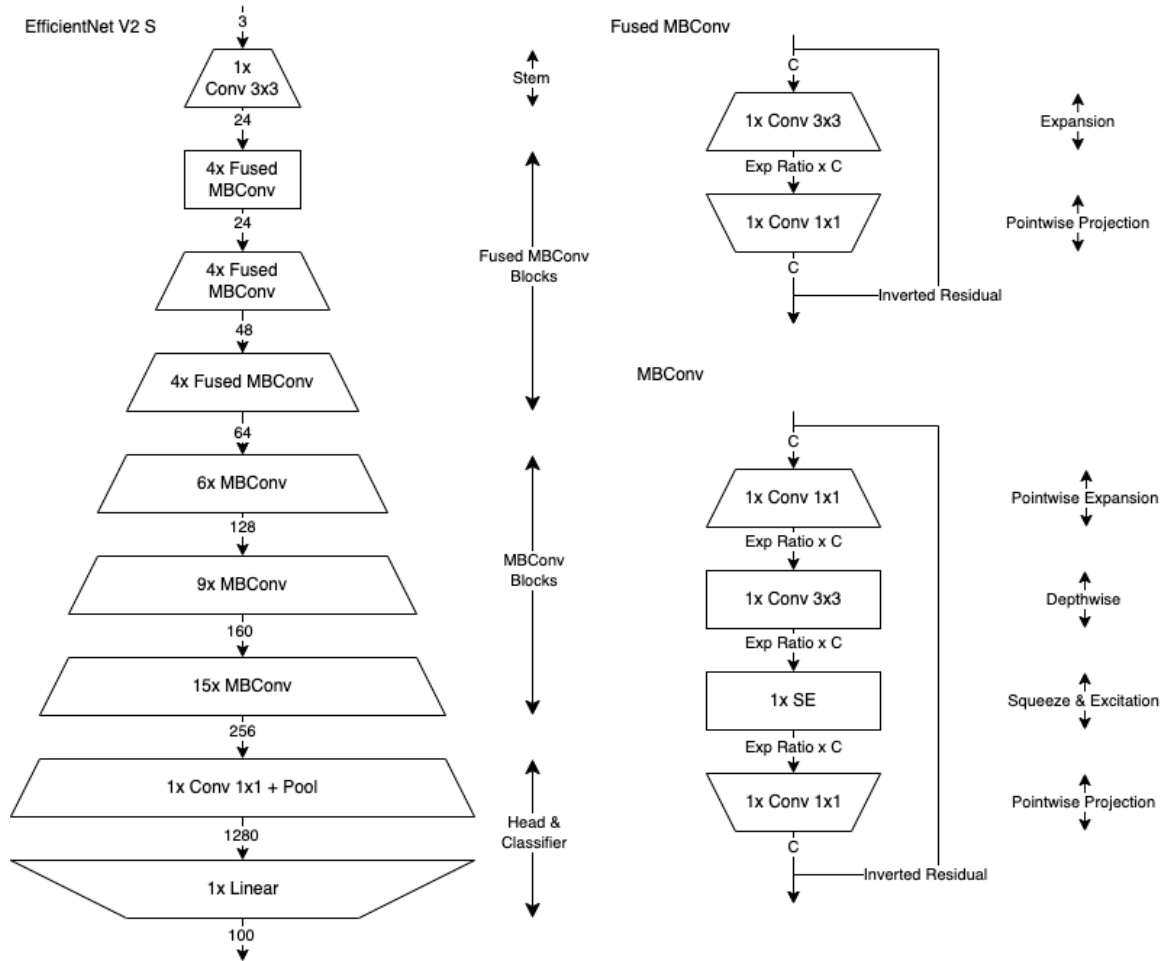 EfficientNet V2 S
3
1x
Conv 3x3
24
4x Fused
MBConv
24
4x Fused
MBConv
48
4x Fused MBConv
64
6x MBConv
128
9x MBConv
160
15x MBConv
256
1x Conv 1x1 + Pool
1280
1x Linear
100
Stem
Fused MBConv
Blocks
MBConv
Blocks
Head &
Classifier
Fused MBConv
C
1x Conv 3x3
Exp Ratio x C
1x Conv 1x1
C
Inverted Residual
Expansion
Pointwise Projection
MBConv
C
1x Conv 1x1
Exp Ratio x C
1x Conv 3x3
Exp Ratio x C
1x SE
Exp Ratio x C
1x Conv 1x1
C
Inverted Residual
Pointwise Expansion
Depthwise
Squeeze & Excitation
Pointwise Projection